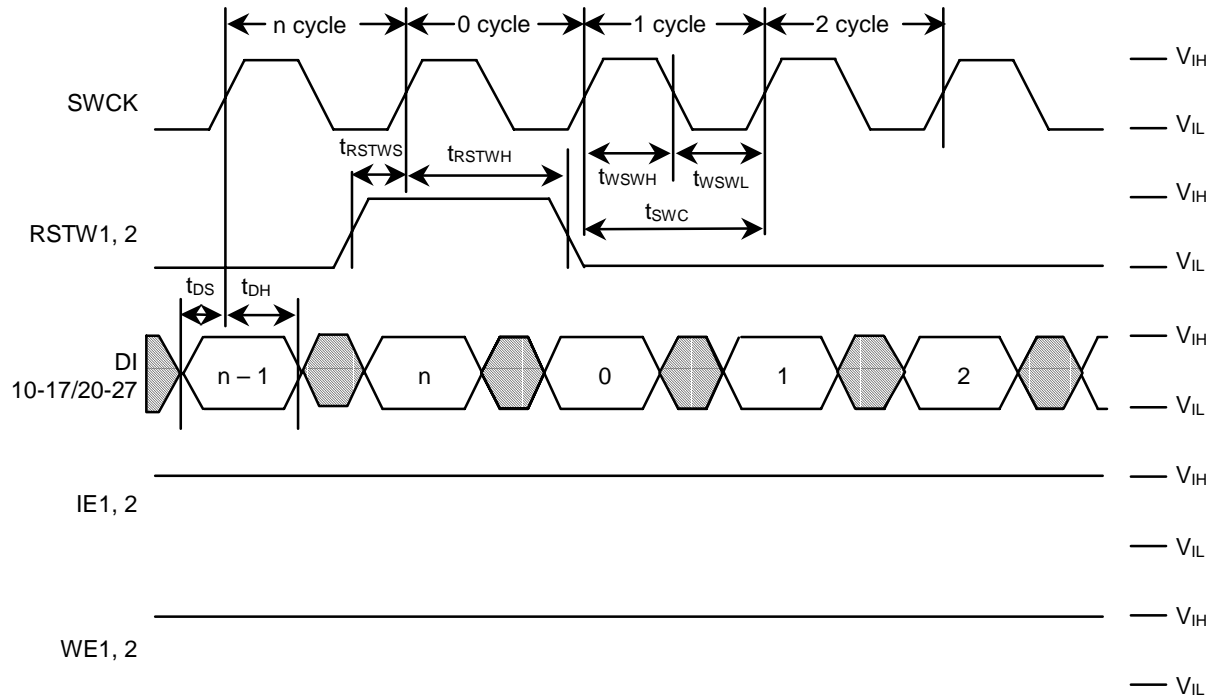 n cycle 0 cycle 1 cycle 2 cycle
VIH
SWCK
VIL
tRSTWS tRSTWH
tWSWH tWSWL
VIH
tSWC
RSTW1, 2
VIL
tDS tDH
VIH
DI
10-17/20-27
n – 1 n 0 1 2
VIL
VIH
IE1, 2
VIL
VIH
WE1, 2
VIL